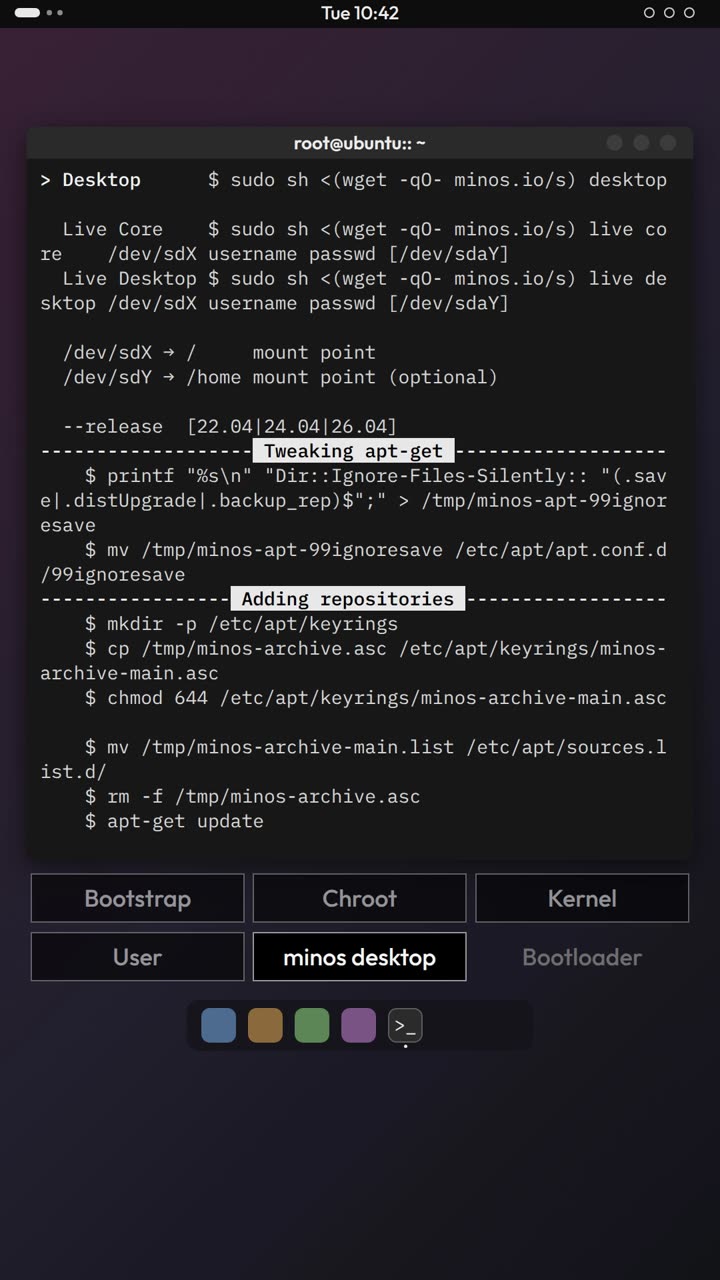 Tue 10:42
root@ubuntu:: ~
> Desktop      $ sudo sh <(wget -qO- minos.io/s) desktop
  Live Core    $ sudo sh <(wget -qO- minos.io/s) live co
re    /dev/sdX username passwd [/dev/sdaY]
  Live Desktop $ sudo sh <(wget -qO- minos.io/s) live de
sktop /dev/sdX username passwd [/dev/sdaY]
  /dev/sdX → /     mount point
  /dev/sdY → /home mount point (optional)
  --release  [22.04|24.04|26.04]
------------------- Tweaking apt-get -------------------
    $ printf "%s\n" "Dir::Ignore-Files-Silently:: "(.sav
e|.distUpgrade|.backup_rep)$";" > /tmp/minos-apt-99ignor
esave
    $ mv /tmp/minos-apt-99ignoresave /etc/apt/apt.conf.d
/99ignoresave
----------------- Adding repositories ------------------
    $ mkdir -p /etc/apt/keyrings
    $ cp /tmp/minos-archive.asc /etc/apt/keyrings/minos-
archive-main.asc
    $ chmod 644 /etc/apt/keyrings/minos-archive-main.asc
    $ mv /tmp/minos-archive-main.list /etc/apt/sources.l
ist.d/
    $ rm -f /tmp/minos-archive.asc
    $ apt-get update
Bootstrap
Chroot
Kernel
User
minos desktop
Bootloader
>_